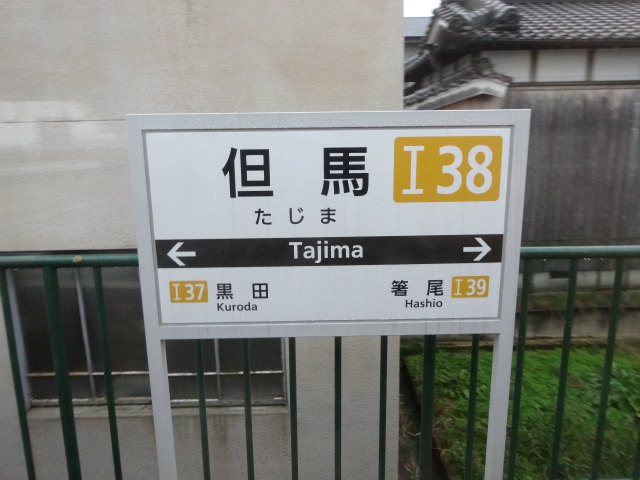 但馬 I38
たじま
← Tajima →
I37 黒田 箸尾 I39
Kuroda Hashio